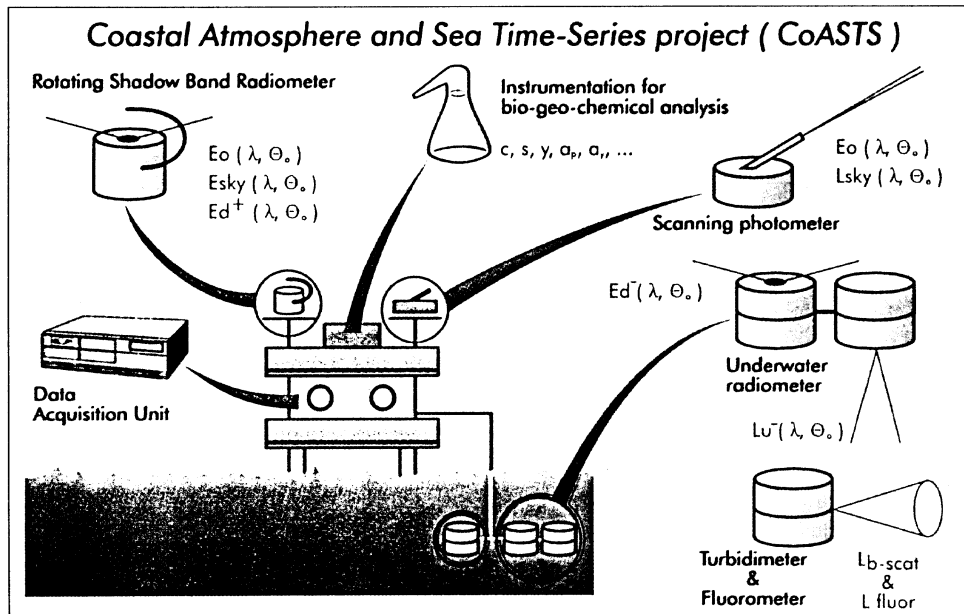 Coastal Atmosphere and Sea Time-Series project ( CoASTS )
Rotating Shadow Band Radiometer
Eo ( λ, Θ₀ )
Esky ( λ, Θ₀ )
Ed⁺ ( λ, Θ₀ )
Instrumentation for
bio-geo-chemical analysis
c, s, y, aₚ, a,, ...
Eo ( λ, Θ₀ )
Lsky ( λ, Θ₀ )
Scanning photometer
Ed⁻( λ, Θ₀ )
Underwater
radiometer
Lu⁻( λ, Θ₀ )
Data
Acquisition Unit
Turbidimeter
&
Fluorometer
Lb-scat
&
L fluor